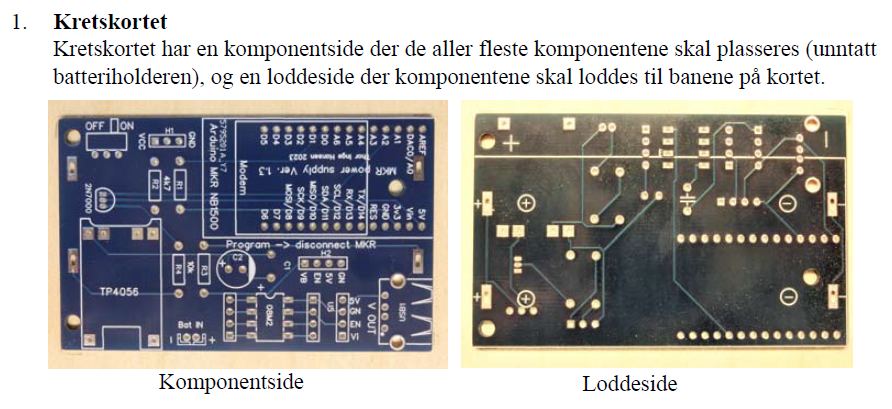 1. Kretskortet
Kretskortet har en komponentside der de aller fleste komponentene skal plasseres (unntatt
batteriholderen), og en loddeside der komponentene skal loddes til banene på kortet.
OFF ON
H1
VCC
GND
R2
4k7
R1
2N7000
5795201A_Y7
Arduino MKR NB1500
Modem
D5
D4
D3
D2
D1
D0
A6
A5
A4
A3
A2
A1
DAC0/A0
AREF
Thor Inge Hansen 2023
MKR power supply Ver. 1.3
D6
D7
MOSI/D8
SCK/D9
MISO/D10
SDA/D11
SCL/D12
RX/D13
TX/D14
RES
GND
3v3
Vin
5V
Program -> disconnect MKR
TP4056
R4
10k
R3
C2
C1
+
H2
VB
EN
5V
GN
Bat IN
- +
U5
5V
GN
EN
VI
V OUT
USB1
+ -
+ -
+ -
Komponentside
Loddeside